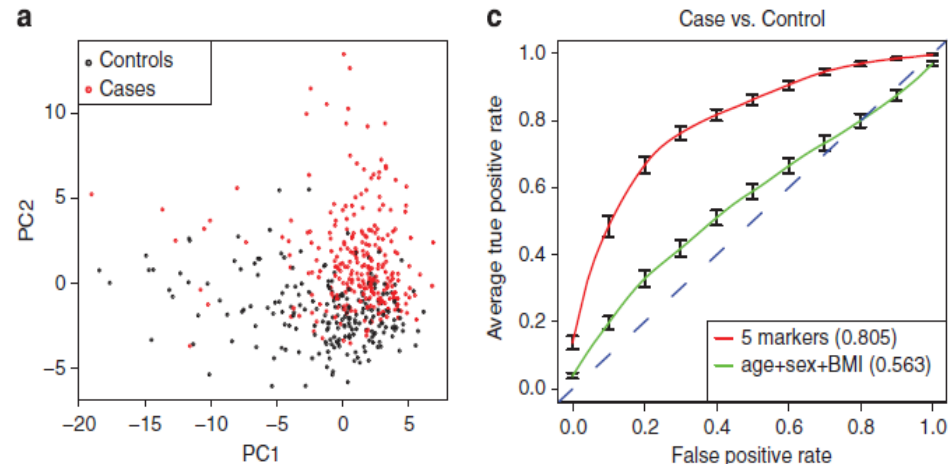 a
Controls
Cases
10
5
0
−5
PC2
−20
−15
−10
−5
0
5
PC1
c
Case vs. Control
1.0
0.8
0.6
0.4
0.2
0.0
Average true positive rate
5 markers (0.805)
age+sex+BMI (0.563)
0.0
0.2
0.4
0.6
0.8
1.0
False positive rate